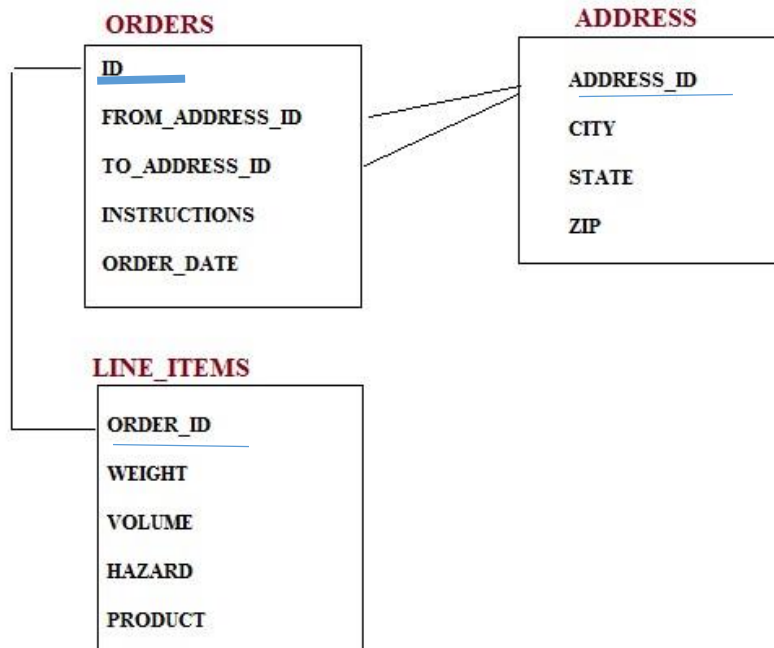 ORDERS
ID
FROM_ADDRESS_ID
TO_ADDRESS_ID
INSTRUCTIONS
ORDER_DATE
ADDRESS
ADDRESS_ID
CITY
STATE
ZIP
LINE_ITEMS
ORDER_ID
WEIGHT
VOLUME
HAZARD
PRODUCT